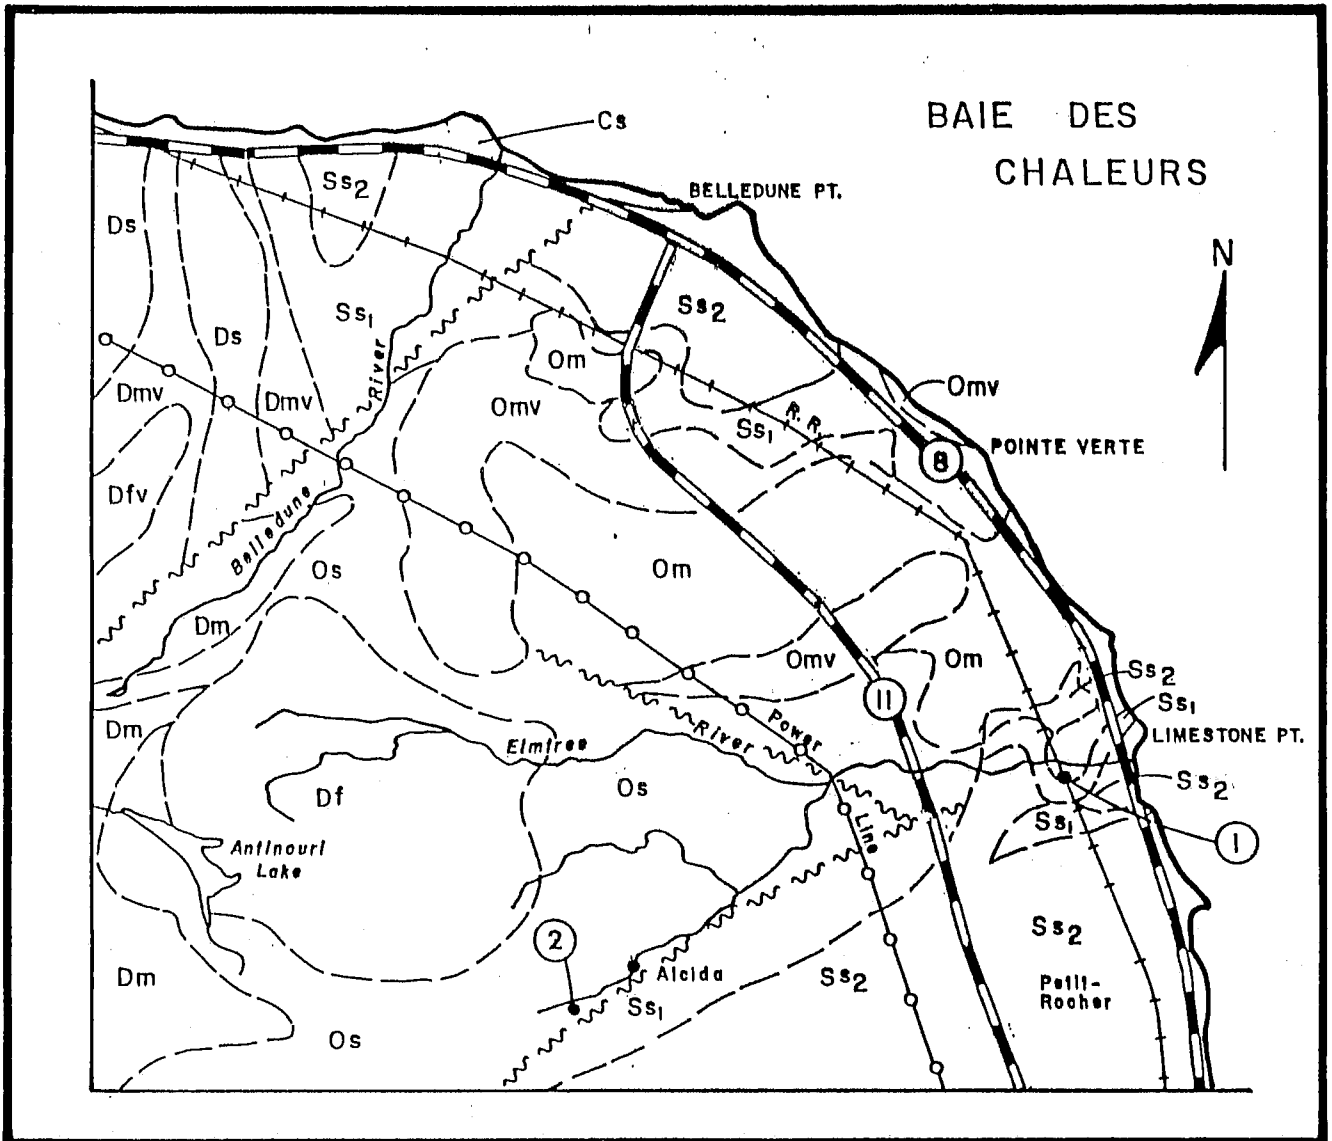 BAIE DES
CHALEURS
Cs
BELLEDUNE PT.
Ss2
Ds
N
Ss2
Ss1
Ds
Om
Omv
Dmv
Dmv
River
Omv
Ss1
R. R.
8
POINTE VERTE
Dfv
Belledune
Os
Om
Dm
Omv
Om
Ss2
11
Ss1
Dm
Elmtree
River
Power
LIMESTONE PT.
Df
Os
Ss2
Line
Ss1
1
Antinouri
Lake
2
Ss2
Dm
Alcida
Ss2
Petit-
Rocher
Ss1
Os